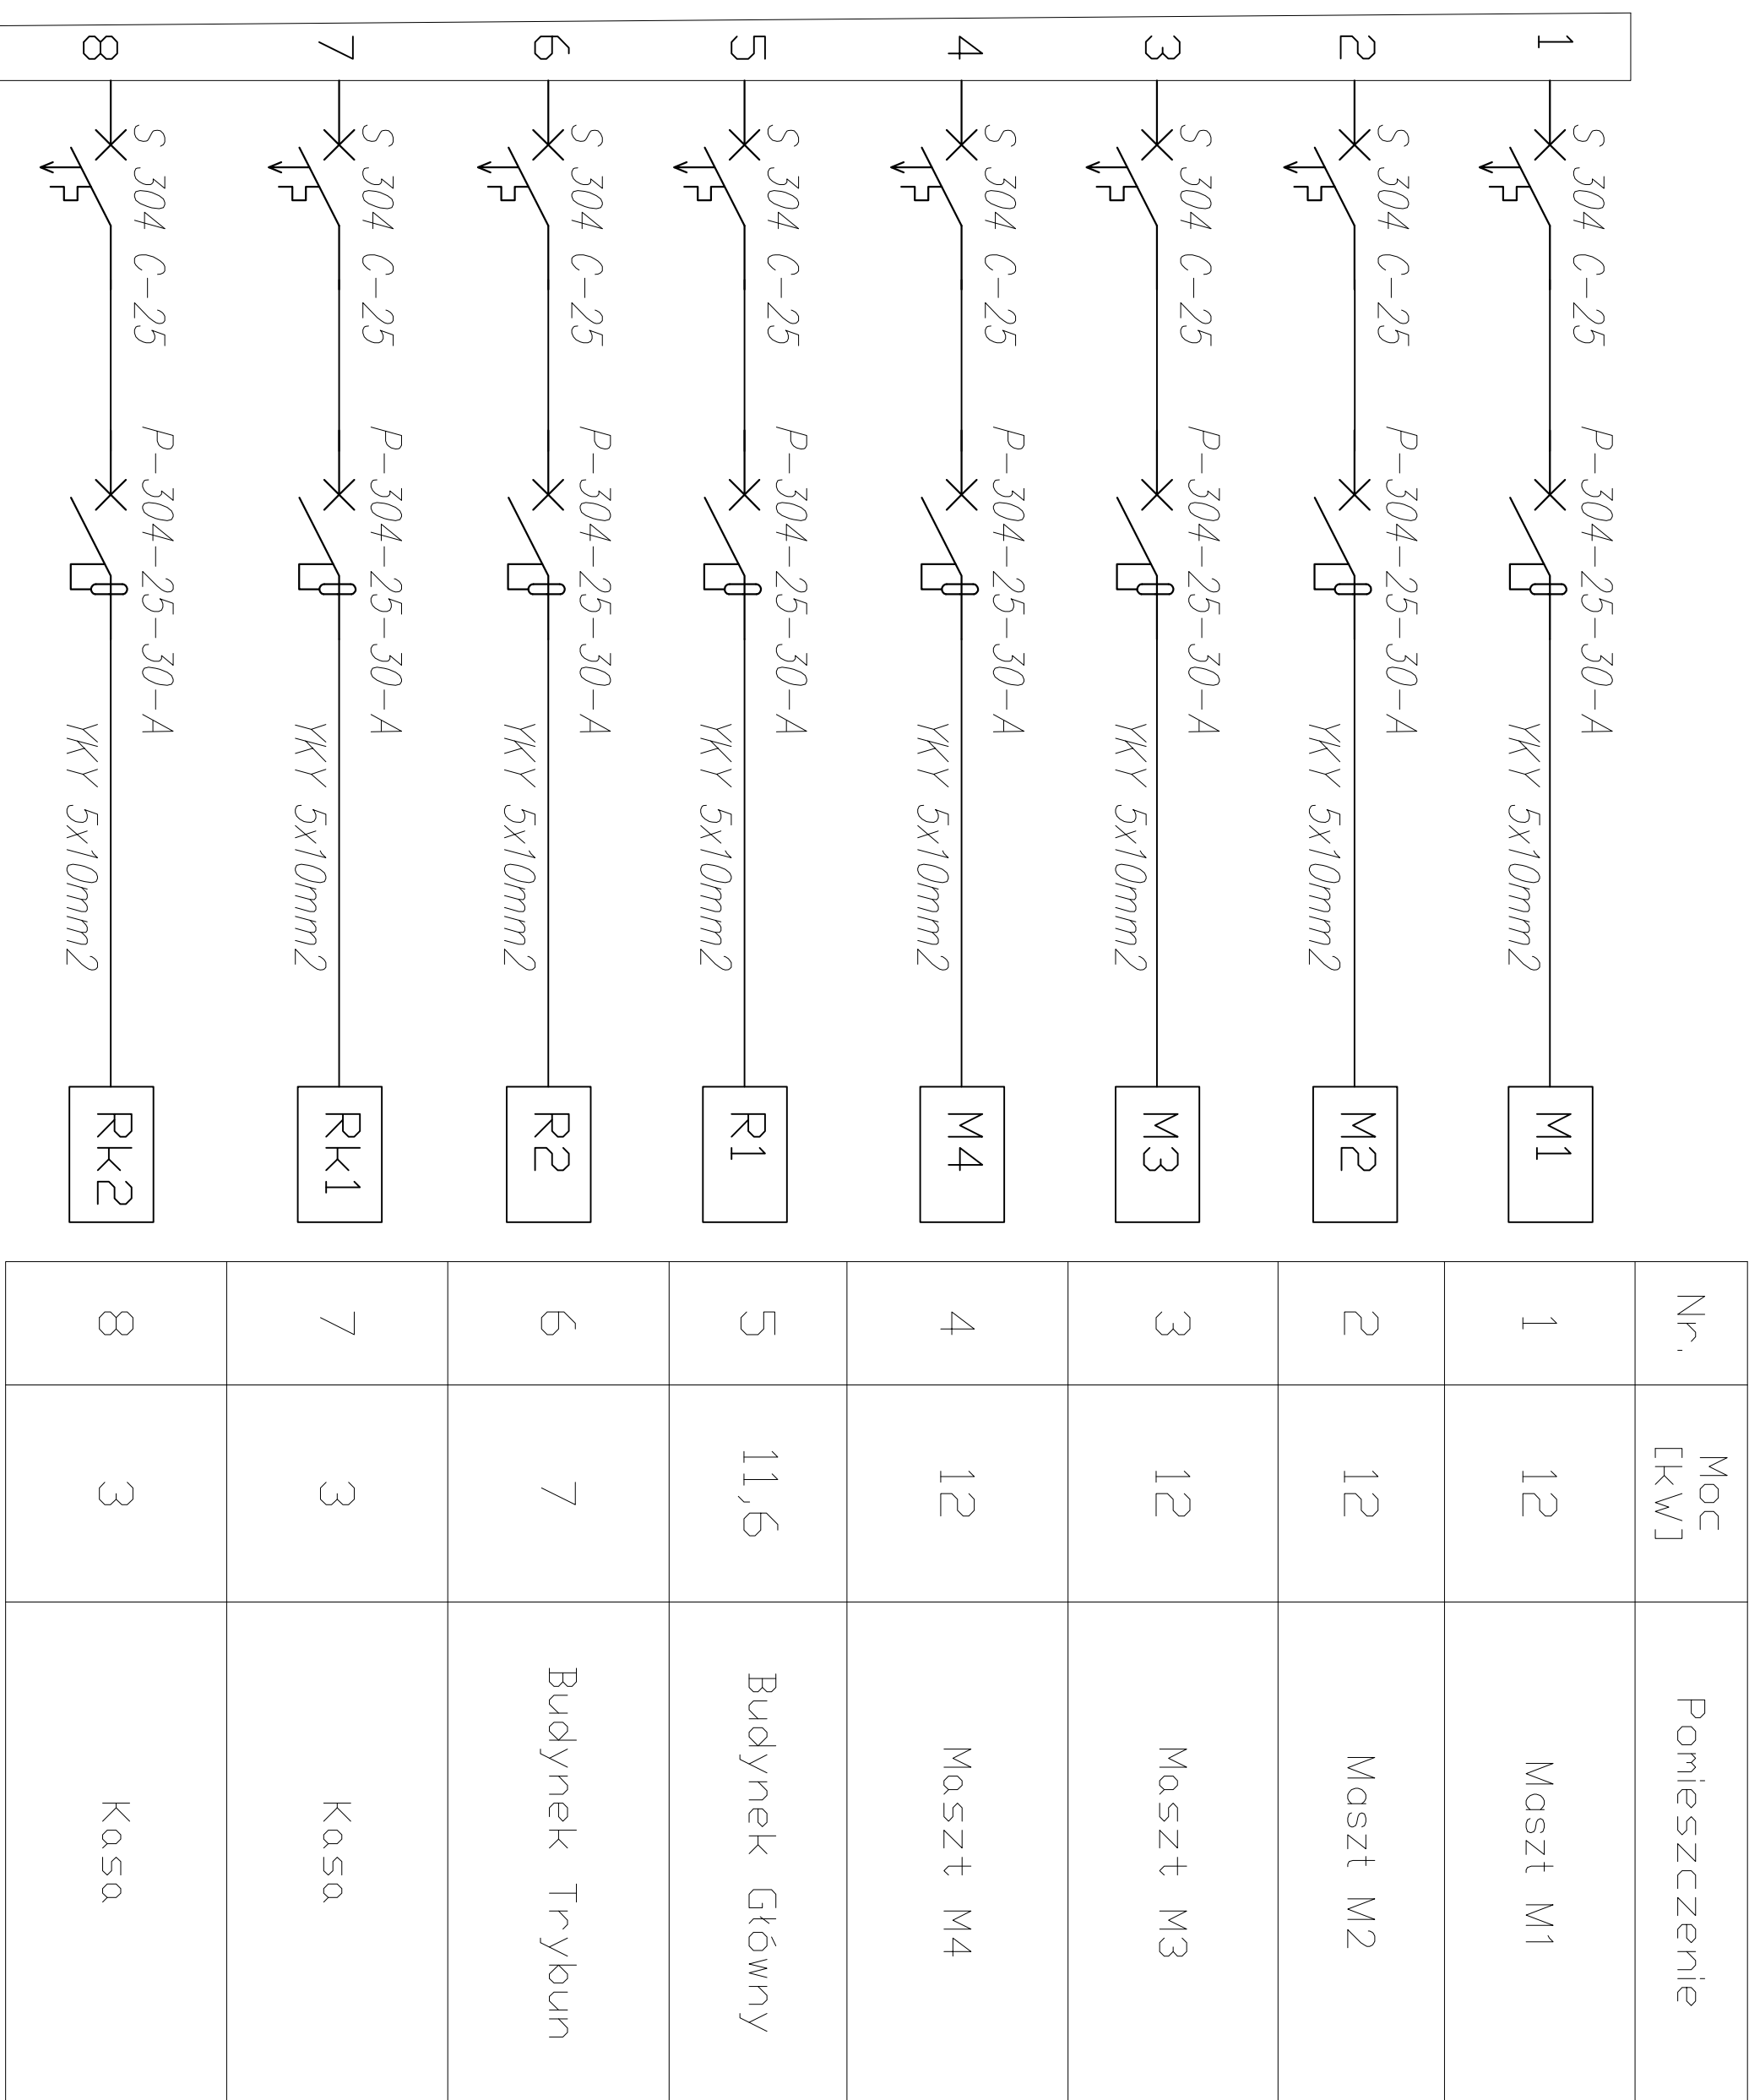 1
S 304 C-25
P-304-25-30-A
YKY 5x10mm2
M1
2
S 304 C-25
P-304-25-30-A
YKY 5x10mm2
M2
3
S 304 C-25
P-304-25-30-A
YKY 5x10mm2
M3
4
S 304 C-25
P-304-25-30-A
YKY 5x10mm2
M4
5
S 304 C-25
P-304-25-30-A
YKY 5x10mm2
R1
6
S 304 C-25
P-304-25-30-A
YKY 5x10mm2
R2
7
S 304 C-25
P-304-25-30-A
YKY 5x10mm2
Rk1
8
S 304 C-25
P-304-25-30-A
YKY 5x10mm2
Rk2
Nr.
Moc
[kW]
Pomieszczenie
1 12 Maszt M1
2 12 Maszt M2
3 12 Maszt M3
4 12 Maszt M4
5 11,6 Budynek Główny
6 7 Budynek Trybun
7 3 Kasa
8 3 Kasa